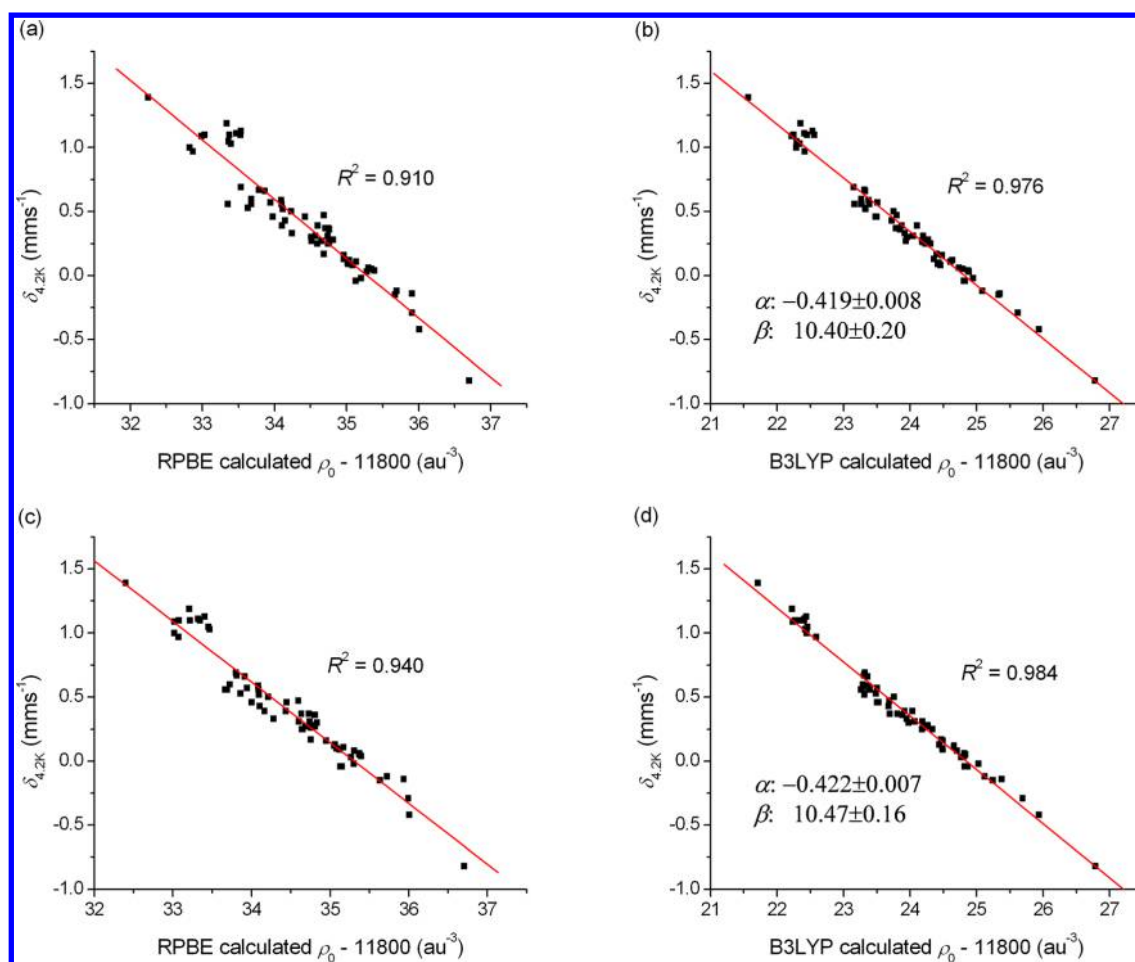 (a)
1.5
1.0
0.5
0.0
-0.5
-1.0
δ4.2K (mms-1)
R2 = 0.910
32 33 34 35 36 37
RPBE calculated ρ0 - 11800 (au-3)
(b)
1.5
1.0
0.5
0.0
-0.5
-1.0
δ4.2K (mms-1)
R2 = 0.976
α: −0.419±0.008
β: 10.40±0.20
21 22 23 24 25 26 27
B3LYP calculated ρ0 - 11800 (au-3)
(c)
1.5
1.0
0.5
0.0
-0.5
-1.0
δ4.2K (mms-1)
R2 = 0.940
32 33 34 35 36 37
RPBE calculated ρ0 - 11800 (au-3)
(d)
1.5
1.0
0.5
0.0
-0.5
-1.0
δ4.2K (mms-1)
R2 = 0.984
α: −0.422±0.007
β: 10.47±0.16
21 22 23 24 25 26 27
B3LYP calculated ρ0 - 11800 (au-3)